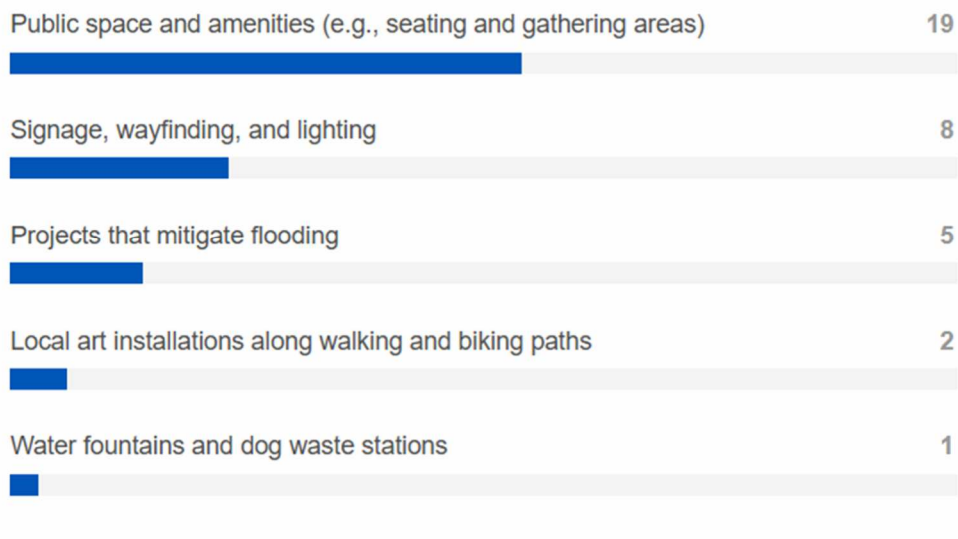 Public space and amenities (e.g., seating and gathering areas) 19
Signage, wayfinding, and lighting 8
Projects that mitigate flooding 5
Local art installations along walking and biking paths 2
Water fountains and dog waste stations 1